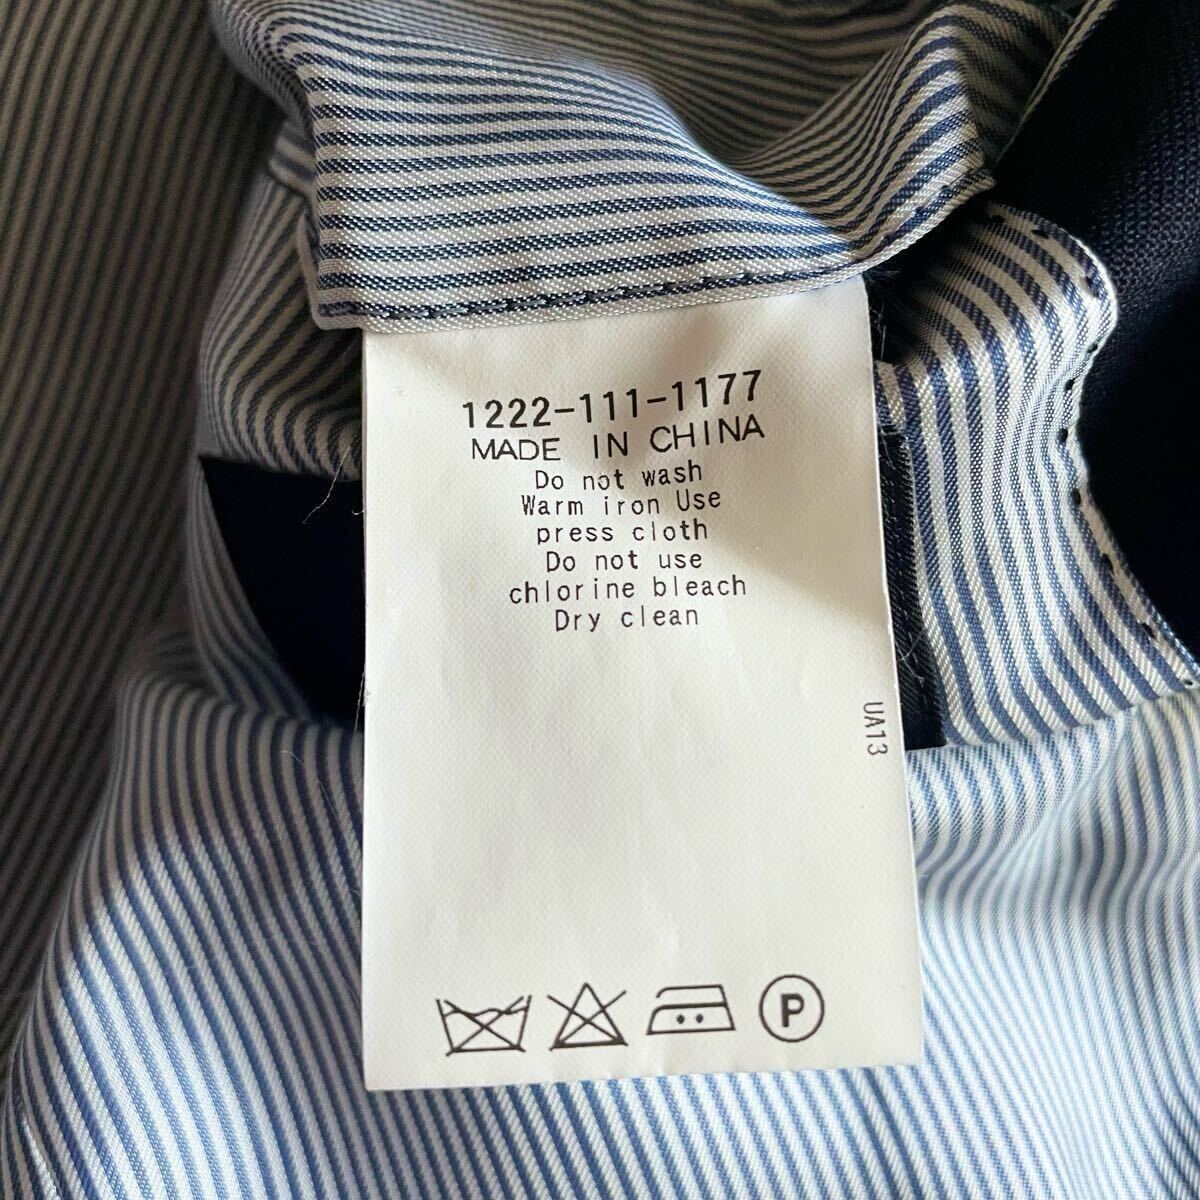 1222-111-1177
MADE IN CHINA
Do not wash
Warm iron Use
press cloth
Do not use
chlorine bleach
Dry clean
UA13
P